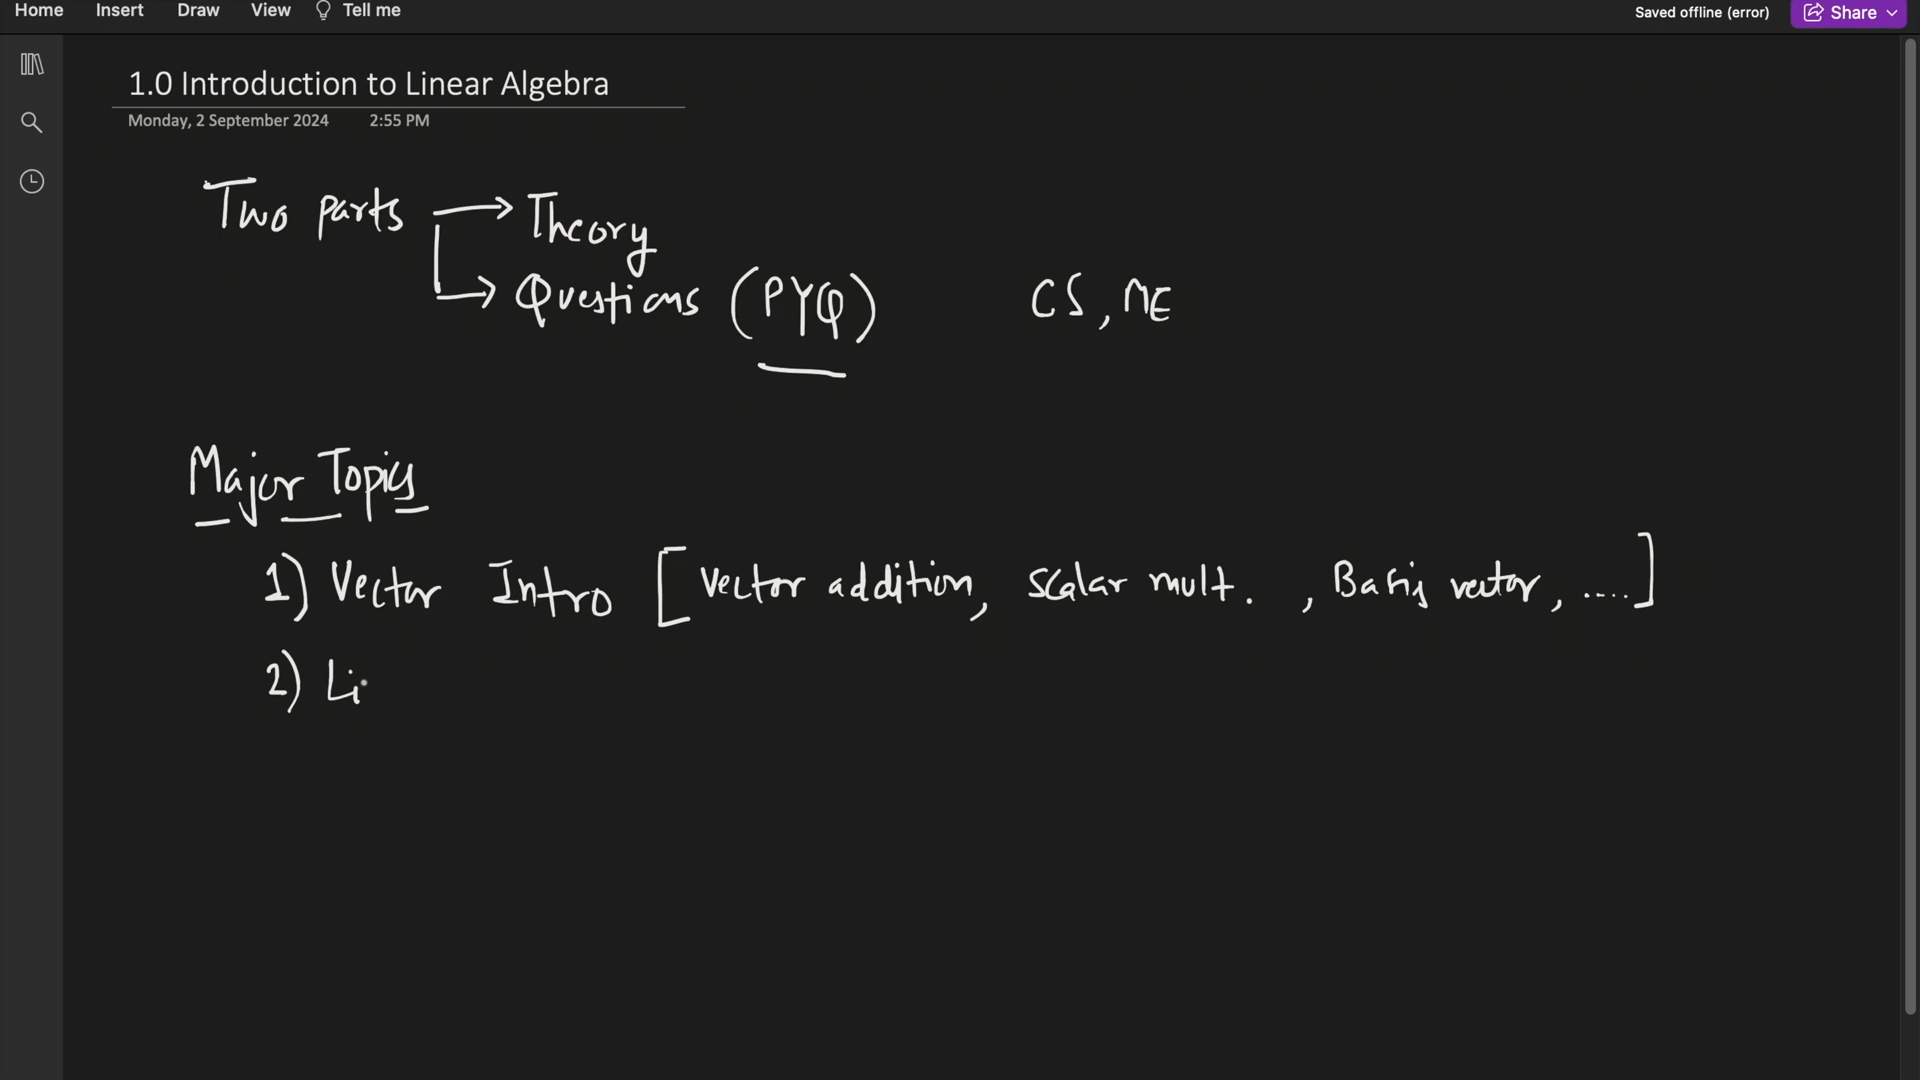 Home Insert Draw View Tell me Saved offline (error) Share
1.0 Introduction to Linear Algebra
Monday, 2 September 2024 2:55 PM
Two parts → Theory
→ Questions (PYQ) CS, ME
Major Topics
1) Vector Intro [Vector addition, Scalar mult. , Basis vector, ....]
2) Li